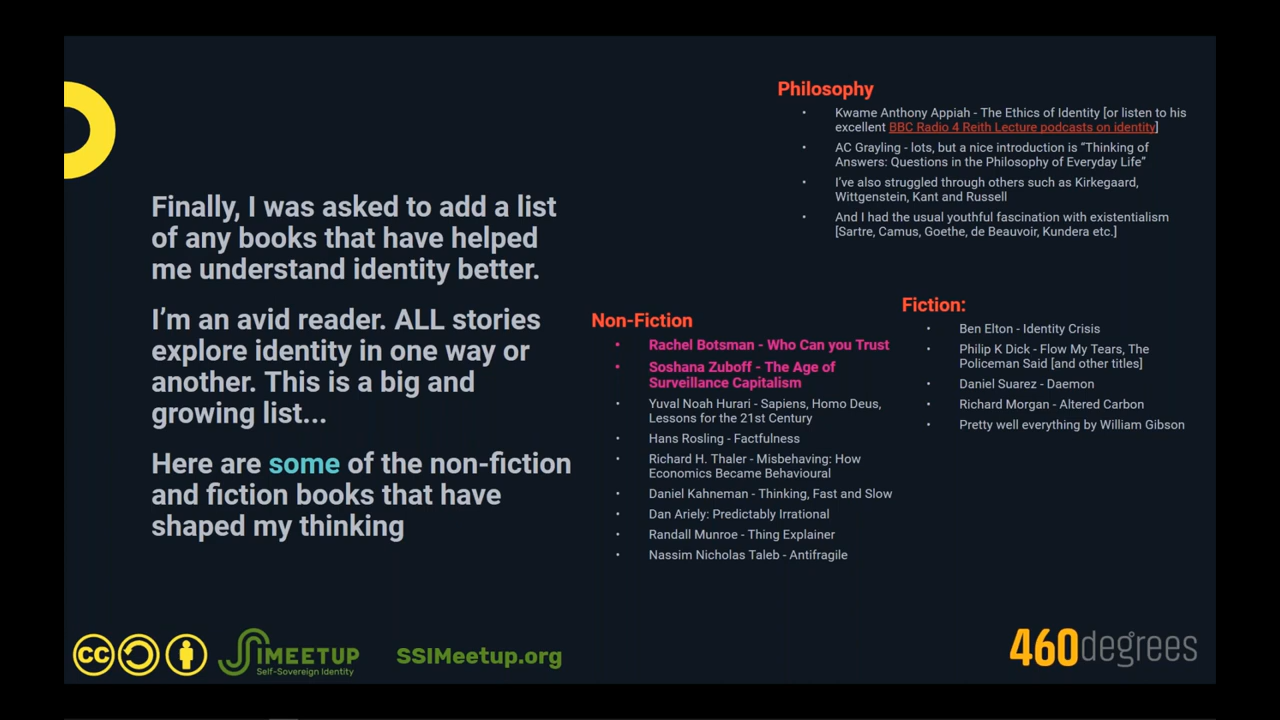 Finally, I was asked to add a list
of any books that have helped
me understand identity better.
I'm an avid reader. ALL stories
explore identity in one way or
another. This is a big and
growing list...
Here are some of the non-fiction
and fiction books that have
shaped my thinking
Philosophy
• Kwame Anthony Appiah - The Ethics of Identity [or listen to his
excellent BBC Radio 4 Reith Lecture podcasts on identity]
• AC Grayling - lots, but a nice introduction is “Thinking of
Answers: Questions in the Philosophy of Everyday Life”
• I've also struggled through others such as Kirkegaard,
Wittgenstein, Kant and Russell
• And I had the usual youthful fascination with existentialism
[Sartre, Camus, Goethe, de Beauvoir, Kundera etc.]
Non-Fiction
• Rachel Botsman - Who Can you Trust
• Soshana Zuboff - The Age of
Surveillance Capitalism
• Yuval Noah Hurari - Sapiens, Homo Deus,
Lessons for the 21st Century
• Hans Rosling - Factfulness
• Richard H. Thaler - Misbehaving: How
Economics Became Behavioural
• Daniel Kahneman - Thinking, Fast and Slow
• Dan Ariely: Predictably Irrational
• Randall Munroe - Thing Explainer
• Nassim Nicholas Taleb - Antifragile
Fiction:
• Ben Elton - Identity Crisis
• Philip K Dick - Flow My Tears, The
Policeman Said [and other titles]
• Daniel Suarez - Daemon
• Richard Morgan - Altered Carbon
• Pretty well everything by William Gibson
CC
SSIMEETUP
Self-Sovereign Identity
SSIMeetup.org
460degrees